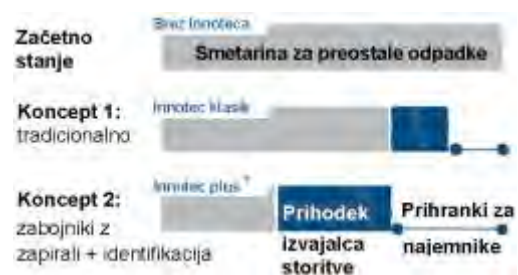 Brez Innoteca
Začetno
stanje
Smetarina za preostale odpadke
Innotec klasik
Koncept 1:
tradicionalno
Innotec plus
Koncept 2:
zabojniki z
zapirali + identifikacija
Prihodek
izvajalca
storitve
Prihranki za
najemnike